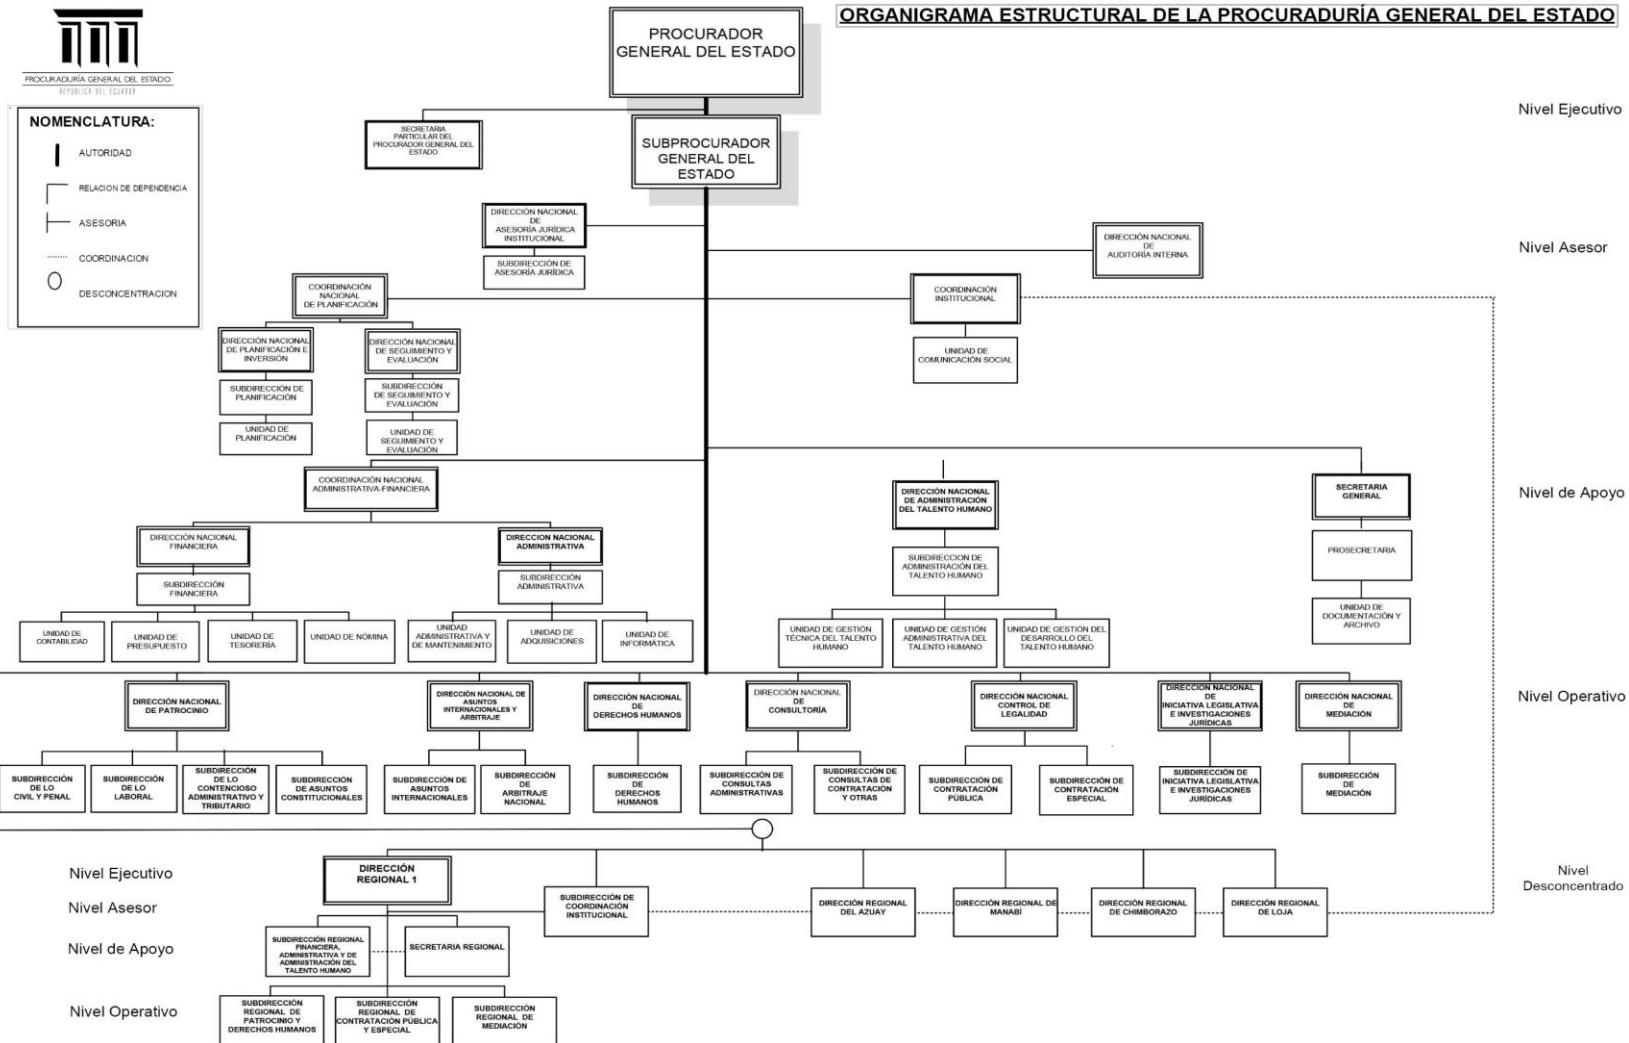 ORGANIGRAMA ESTRUCTURAL DE LA PROCURADURÍA GENERAL DEL ESTADO
PROCURADURÍA GENERAL DEL ESTADO
REPÚBLICA DEL ECUADOR
NOMENCLATURA:
AUTORIDAD
RELACION DE DEPENDENCIA
ASESORIA
COORDINACION
DESCONCENTRACION
PROCURADOR
GENERAL DEL ESTADO
Nivel Ejecutivo
SECRETARIA
PARTICULAR DEL
PROCURADOR GENERAL DEL
ESTADO
SUBPROCURADOR
GENERAL DEL
ESTADO
DIRECCIÓN NACIONAL
DE
ASESORÍA JURÍDICA
INSTITUCIONAL
SUBDIRECCIÓN DE
ASESORÍA JURÍDICA
DIRECCIÓN NACIONAL
DE
AUDITORÍA INTERNA
Nivel Asesor
COORDINACIÓN
NACIONAL
DE PLANIFICACIÓN
COORDINACIÓN
INSTITUCIONAL
DIRECCIÓN NACIONAL
DE PLANIFICACIÓN E
INVERSIÓN
DIRECCIÓN NACIONAL
DE SEGUIMIENTO Y
EVALUACIÓN
UNIDAD DE
COMUNICACIÓN SOCIAL
SUBDIRECCIÓN DE
PLANIFICACIÓN
SUBDIRECCIÓN
DE SEGUIMIENTO Y
EVALUACIÓN
UNIDAD DE
PLANIFICACIÓN
UNIDAD DE
SEGUIMIENTO Y
EVALUACIÓN
COORDINACIÓN NACIONAL
ADMINISTRATIVA-FINANCIERA
DIRECCIÓN NACIONAL
DE ADMINISTRACIÓN
DEL TALENTO HUMANO
SECRETARIA
GENERAL
Nivel de Apoyo
DIRECCIÓN NACIONAL
FINANCIERA
DIRECCION NACIONAL
ADMINISTRATIVA
SUBDIRECCION DE
ADMINISTRACIÓN DEL
TALENTO HUMANO
PROSECRETARIA
SUBDIRECCIÓN
FINANCIERA
SUBDIRECCIÓN
ADMINISTRATIVA
UNIDAD DE
DOCUMENTACIÓN Y
ARCHIVO
UNIDAD DE
CONTABILIDAD
UNIDAD DE
PRESUPUESTO
UNIDAD DE
TESORERÍA
UNIDAD DE NÓMINA
UNIDAD
ADMINISTRATIVA Y
DE MANTENIMIENTO
UNIDAD DE
ADQUISICIONES
UNIDAD DE
INFORMÁTICA
UNIDAD DE GESTIÓN
TÉCNICA DEL TALENTO
HUMANO
UNIDAD DE GESTIÓN
ADMINISTRATIVA DEL
TALENTO HUMANO
UNIDAD DE GESTIÓN DEL
DESARROLLO DEL
TALENTO HUMANO
DIRECCIÓN NACIONAL
DE PATROCINIO
DIRECCIÓN NACIONAL DE
ASUNTOS
INTERNACIONALES Y
ARBITRAJE
DIRECCIÓN NACIONAL
DE
DERECHOS HUMANOS
DIRECCIÓN NACIONAL
DE
CONSULTORÍA
DIRECCIÓN NACIONAL
CONTROL DE
LEGALIDAD
DIRECCION NACIONAL
DE
INICIATIVA LEGISLATIVA
E INVESTIGACIONES
JURÍDICAS
DIRECCIÓN NACIONAL
DE
MEDIACIÓN
Nivel Operativo
SUBDIRECCIÓN
DE LO
CIVIL Y PENAL
SUBDIRECCIÓN
DE LO
LABORAL
SUBDIRECCIÓN
DE LO
CONTENCIOSO
ADMINISTRATIVO Y
TRIBUTARIO
SUBDIRECCIÓN
DE ASUNTOS
CONSTITUCIONALES
SUBDIRECCIÓN DE
ASUNTOS
INTERNACIONALES
SUBDIRECCIÓN
DE
ARBITRAJE
NACIONAL
SUBDIRECCIÓN
DE
DERECHOS
HUMANOS
SUBDIRECCIÓN DE
CONSULTAS
ADMINISTRATIVAS
SUBDIRECCIÓN DE
CONSULTAS DE
CONTRATACIÓN
Y OTRAS
SUBDIRECCIÓN DE
CONTRATACIÓN
PÚBLICA
SUBDIRECCIÓN DE
CONTRATACIÓN
ESPECIAL
SUBDIRECCIÓN DE
INICIATIVA LEGISLATIVA
E INVESTIGACIONES
JURÍDICAS
SUBDIRECCIÓN
DE
MEDIACIÓN
Nivel Ejecutivo
DIRECCIÓN
REGIONAL 1
Nivel
Desconcentrado
Nivel Asesor
SUBDIRECCIÓN DE
COORDINACIÓN
INSTITUCIONAL
DIRECCIÓN REGIONAL
DEL AZUAY
DIRECCIÓN REGIONAL DE
MANABÍ
DIRECCIÓN REGIONAL
DE CHIMBORAZO
DIRECCIÓN REGIONAL
DE LOJA
Nivel de Apoyo
SUBDIRECCIÓN REGIONAL
FINANCIERA,
ADMINISTRATIVA Y DE
ADMINISTRACIÓN DEL
TALENTO HUMANO
SECRETARIA REGIONAL
Nivel Operativo
SUBDIRECCIÓN
REGIONAL DE
PATROCINIO Y
DERECHOS HUMANOS
SUBDIRECCIÓN
REGIONAL DE
CONTRATACIÓN PÚBLICA
Y ESPECIAL
SUBDIRECCIÓN
REGIONAL DE
MEDIACIÓN